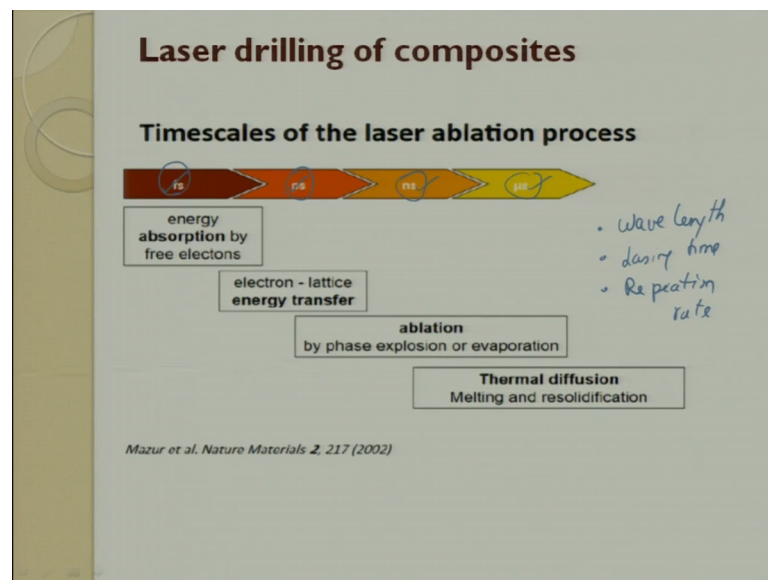 Laser drilling of composites
Timescales of the laser ablation process
fs ps ns µs
energy
absorption by
free electons
electron - lattice
energy transfer
ablation
by phase explosion or evaporation
Thermal diffusion
Melting and resolidification
• wave length
• Lasing time
• Repeation
rate
Mazur et al. Nature Materials 2, 217 (2002)